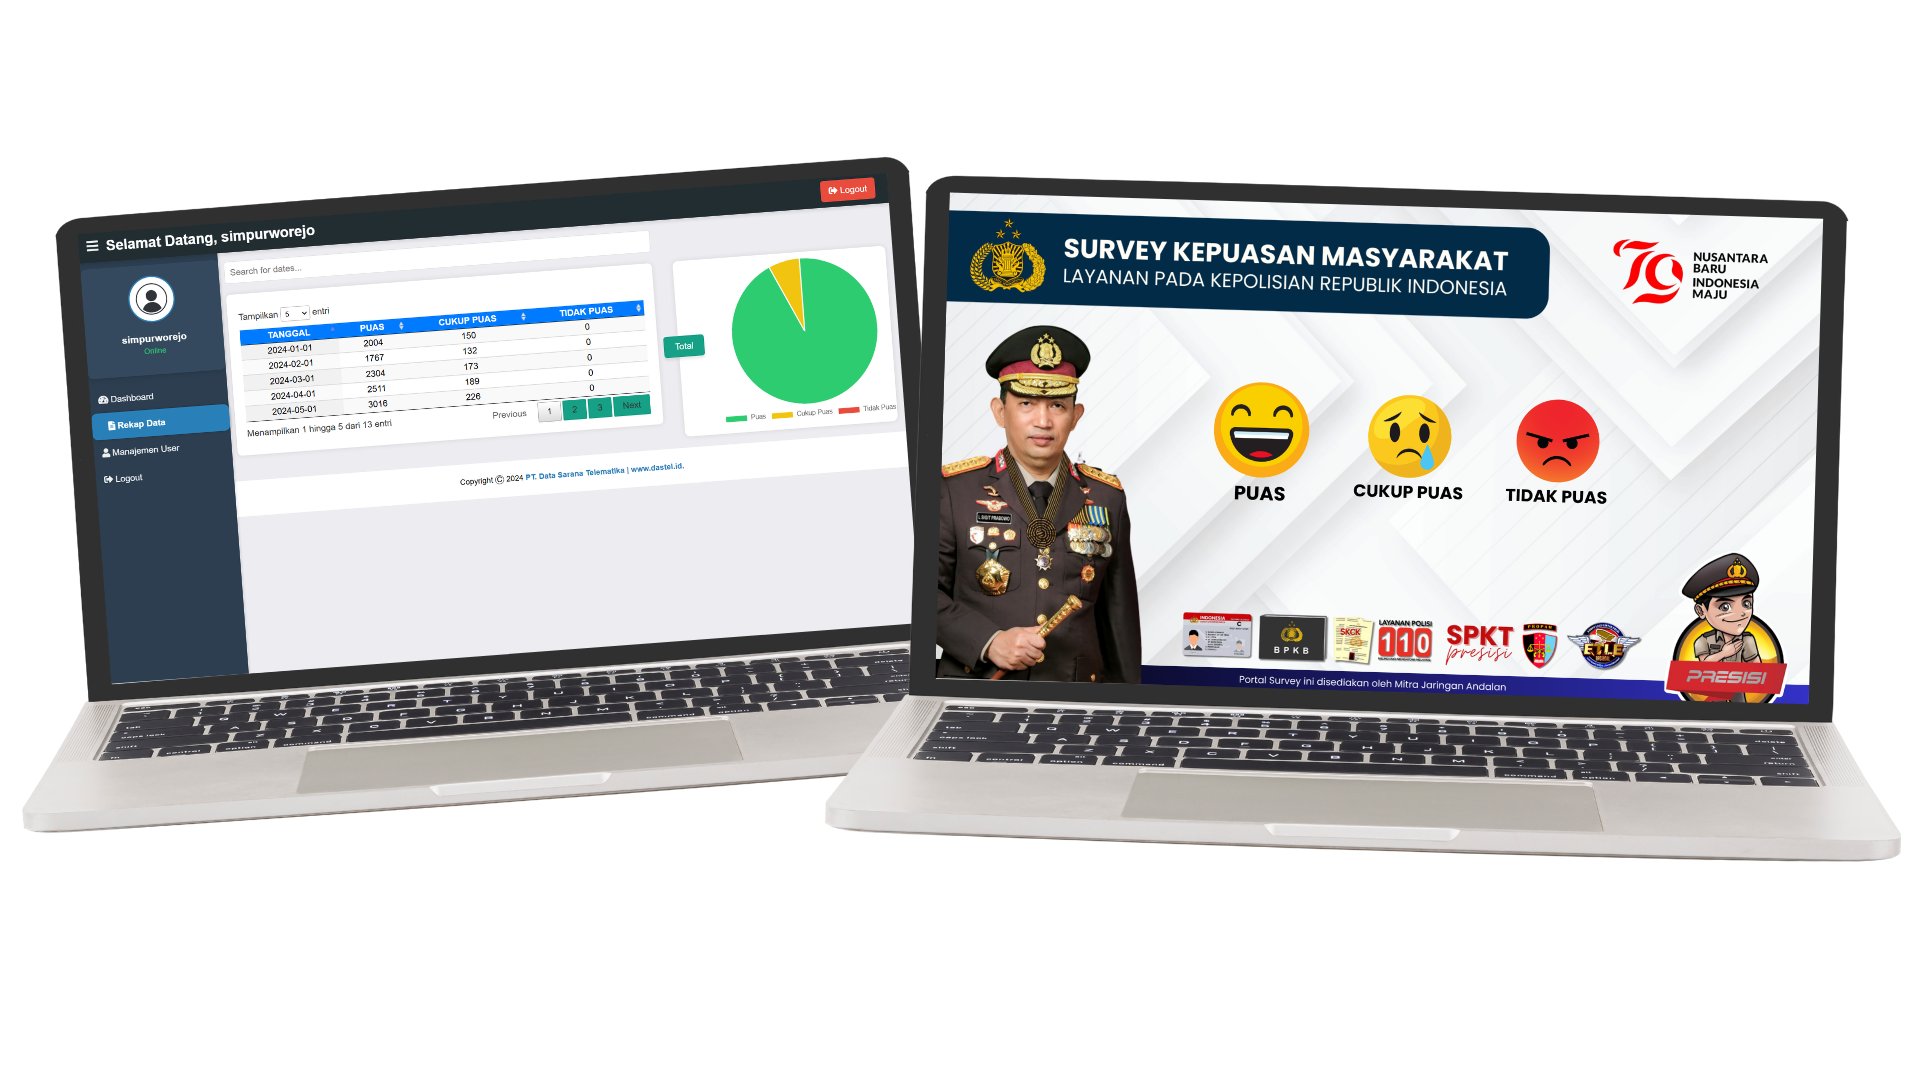 Selamat Datang, simpurworejo
Logout
simpurworejo
Online
Dashboard
Rekap Data
Manajemen User
Logout
Search for dates...
Tampilkan 5 entri
TANGGAL PUAS CUKUP PUAS TIDAK PUAS
2024-01-01 2004 150 0
2024-02-01 1767 132 0
2024-03-01 2304 173 0
2024-04-01 2511 189 0
2024-05-01 3016 226 0
Menampilkan 1 hingga 5 dari 13 entri
Previous 1 2 3 Next
Total
Puas Cukup Puas Tidak Puas
Copyright © 2024 PT. Data Sarana Telematika | www.dastel.id.
SURVEY KEPUASAN MASYARAKAT
LAYANAN PADA KEPOLISIAN REPUBLIK INDONESIA
79
NUSANTARA
BARU
INDONESIA
MAJU
PUAS
CUKUP PUAS
TIDAK PUAS
L SIGIT PRABOWO
INDONESIA
C
BPKB
SKCK
LAYANAN POLISI
110
SPKT
presisi
PROPAM
ETLE
PRESISI
Portal Survey ini disediakan oleh Mitra Jaringan Andalan